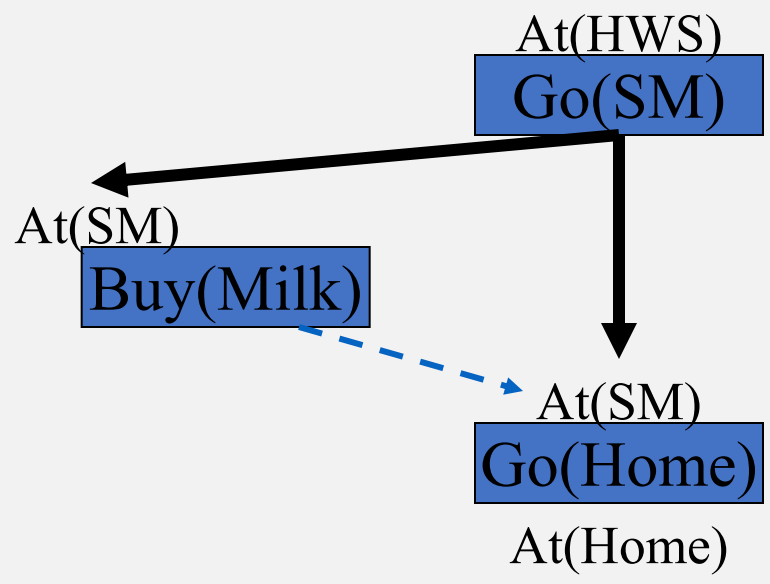 At(HWS)
Go(SM)
At(SM)
Buy(Milk)
At(SM)
Go(Home)
At(Home)